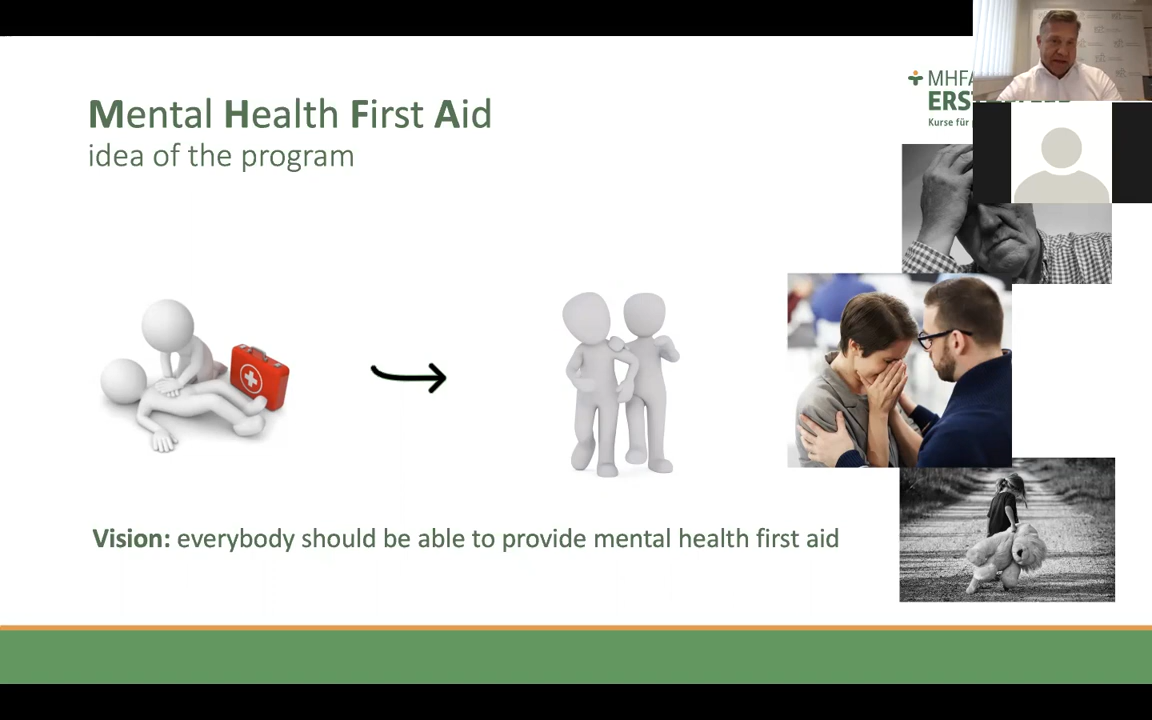 Mental Health First Aid
idea of the program
MHFA
Kurse für
Vision: everybody should be able to provide mental health first aid